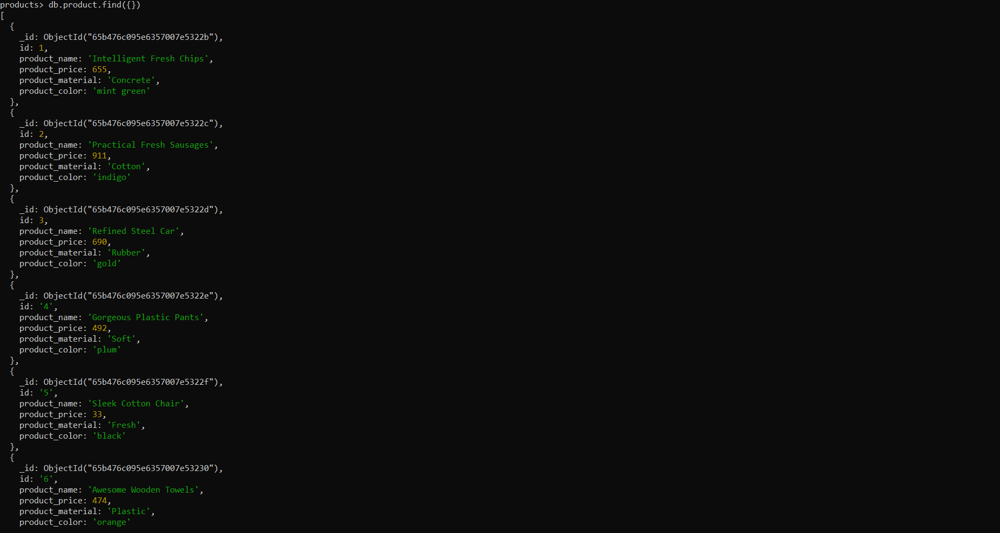 products> db.product.find({})
[
  {
    _id: ObjectId("65b476c095e6357007e5322b"),
    id: 1,
    product_name: 'Intelligent Fresh Chips',
    product_price: 655,
    product_material: 'Concrete',
    product_color: 'mint green'
  },
  {
    _id: ObjectId("65b476c095e6357007e5322c"),
    id: 2,
    product_name: 'Practical Fresh Sausages',
    product_price: 911,
    product_material: 'Cotton',
    product_color: 'indigo'
  },
  {
    _id: ObjectId("65b476c095e6357007e5322d"),
    id: 3,
    product_name: 'Refined Steel Car',
    product_price: 690,
    product_material: 'Rubber',
    product_color: 'gold'
  },
  {
    _id: ObjectId("65b476c095e6357007e5322e"),
    id: '4',
    product_name: 'Gorgeous Plastic Pants',
    product_price: 492,
    product_material: 'Soft',
    product_color: 'plum'
  },
  {
    _id: ObjectId("65b476c095e6357007e5322f"),
    id: '5',
    product_name: 'Sleek Cotton Chair',
    product_price: 33,
    product_material: 'Fresh',
    product_color: 'black'
  },
  {
    _id: ObjectId("65b476c095e6357007e53230"),
    id: '6',
    product_name: 'Awesome Wooden Towels',
    product_price: 474,
    product_material: 'Plastic',
    product_color: 'orange'